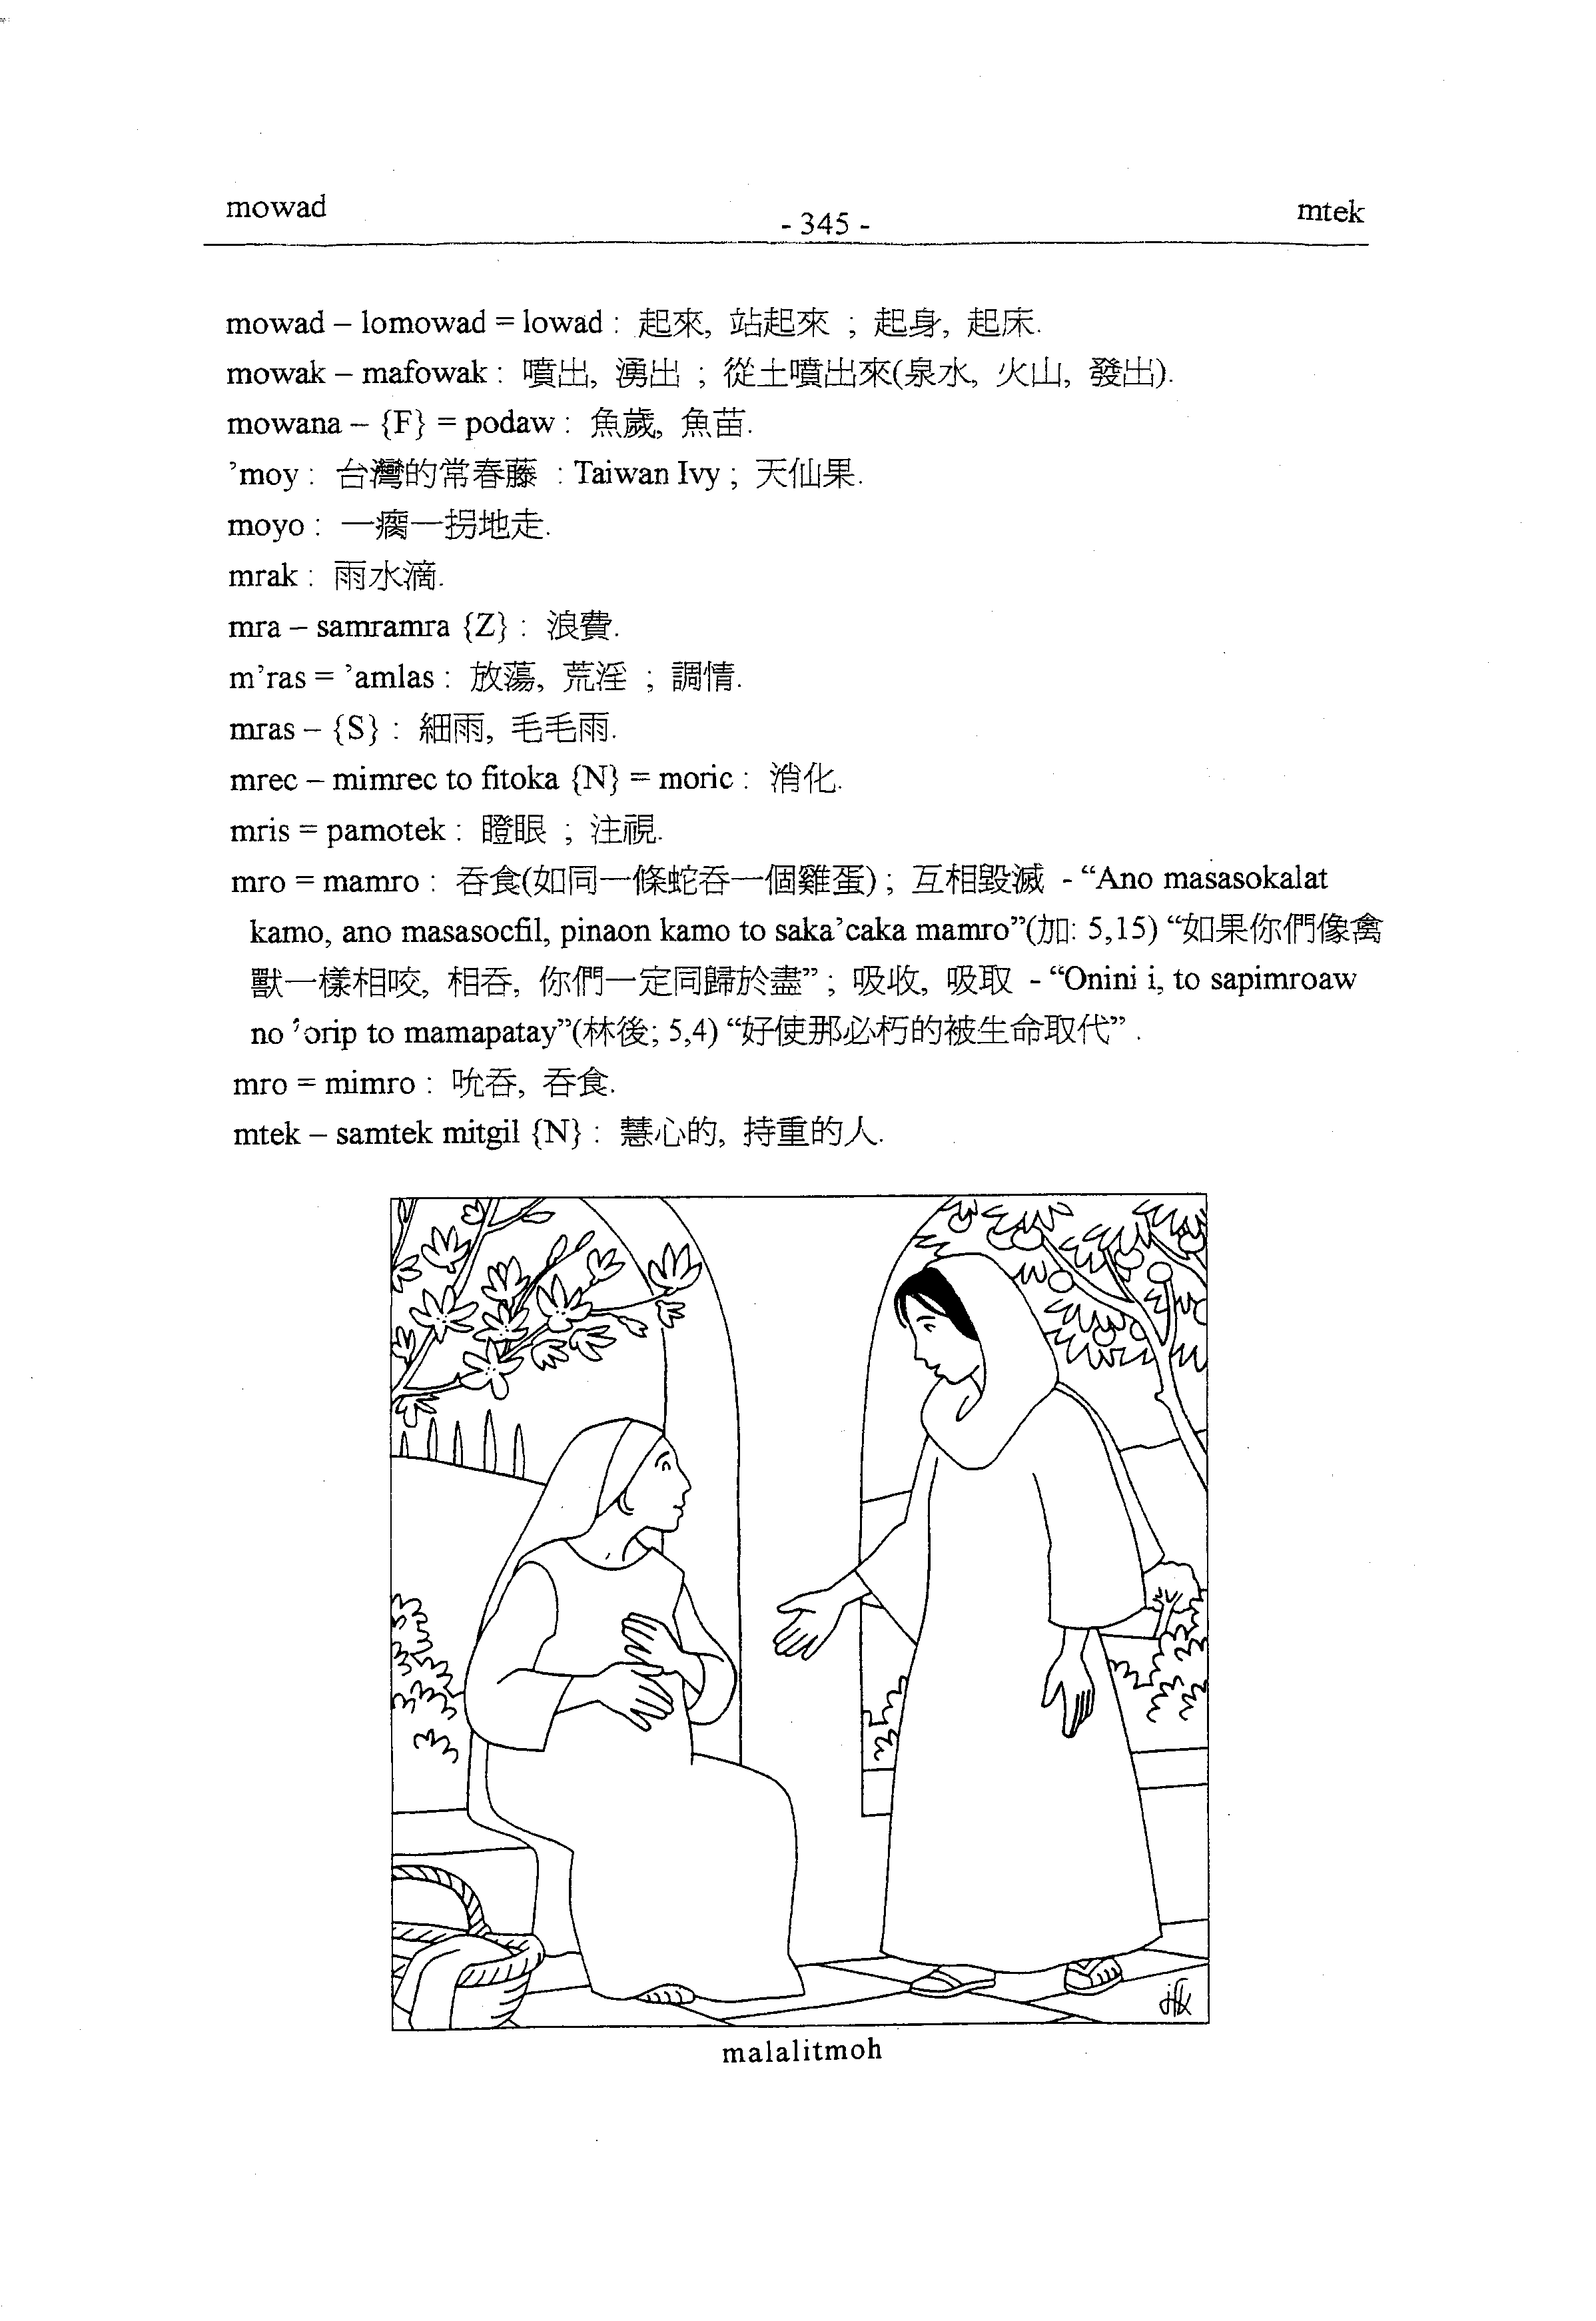 mowad
- 345 -
mtek
mowad – lomowad = lowad : 起來, 站起來 ; 起身, 起床.
mowak – mafowak : 噴出, 湧出 ; 從土噴出來(泉水, 火山, 發出).
mowana – {F} = podaw : 魚歲, 魚苗.
’moy : 台灣的常春藤 : Taiwan Ivy ; 天仙果.
moyo : 一瘸一拐地走.
mrak : 雨水滴.
mra – samramra {Z} : 浪費.
m’ras = ’amlas : 放蕩, 荒淫 ; 調情.
mras – {S} : 細雨, 毛毛雨.
mrec – mimrec to fitoka {N} = moric : 消化.
mris = pamotek : 瞪眼 ; 注視.
mro = mamro : 吞食(如同一條蛇吞一個雞蛋) ; 互相毀滅 - “Ano masasokalat
kamo, ano masasocfil, pinaon kamo to saka’caka mamro”(加: 5,15) “如果你們像禽
獸一樣相咬, 相吞, 你們一定同歸於盡” ; 吸收, 吸取 - “Onini i, to sapimroaw
no ’orip to mamapatay”(林後; 5,4) “好使那必朽的被生命取代” .
mro = mimro : 吮吞, 吞食.
mtek – samtek mitgil {N} : 慧心的, 持重的人.
malalitmoh